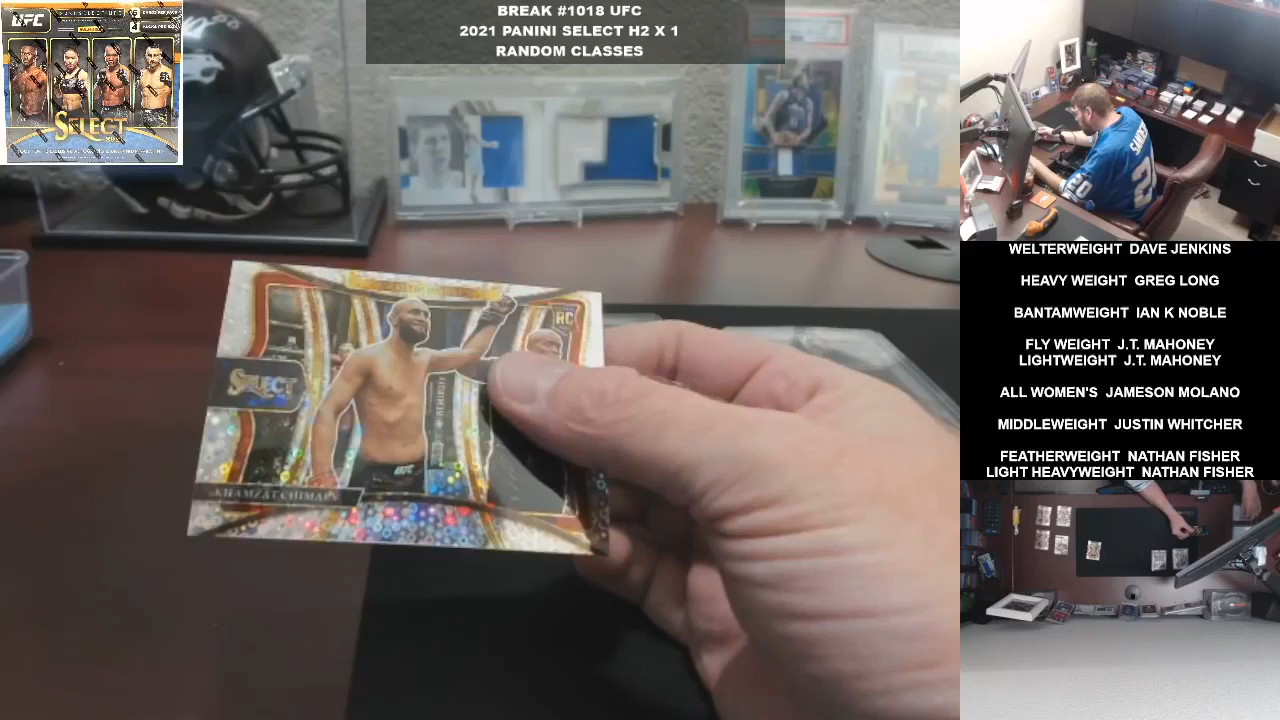 BREAK #1018 UFC
2021 PANINI SELECT H2 X 1
RANDOM CLASSES
UFC
SELECT
WELTERWEIGHT DAVE JENKINS
HEAVY WEIGHT GREG LONG
BANTAMWEIGHT IAN K NOBLE
FLY WEIGHT J.T. MAHONEY
LIGHTWEIGHT J.T. MAHONEY
ALL WOMEN'S JAMESON MOLANO
MIDDLEWEIGHT JUSTIN WHITCHER
FEATHERWEIGHT NATHAN FISHER
LIGHT HEAVYWEIGHT NATHAN FISHER
RC
SELECT
UFC
KHAMZAT CHIMAEV
20